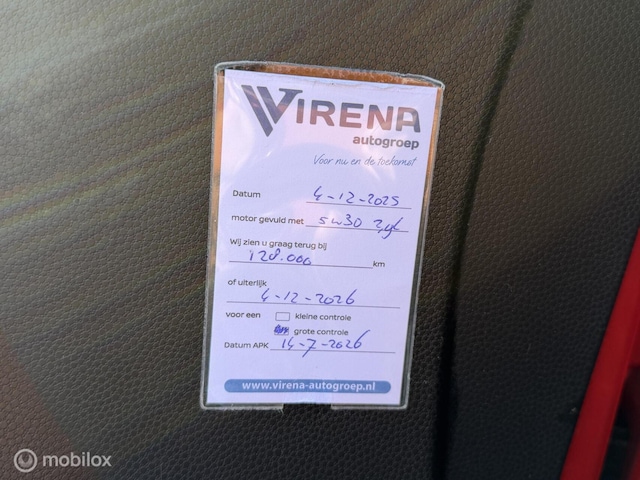 VIRENA
autogroep
Voor nu en de toekomst
Datum 4-12-2025
motor gevuld met 5w30
Wij zien u graag terug bij
128.000 km
of uiterlijk
4-12-2026
voor een kleine controle
grote controle
Datum APK 14-7-2026
www.virena-autogroep.nl
mobilox